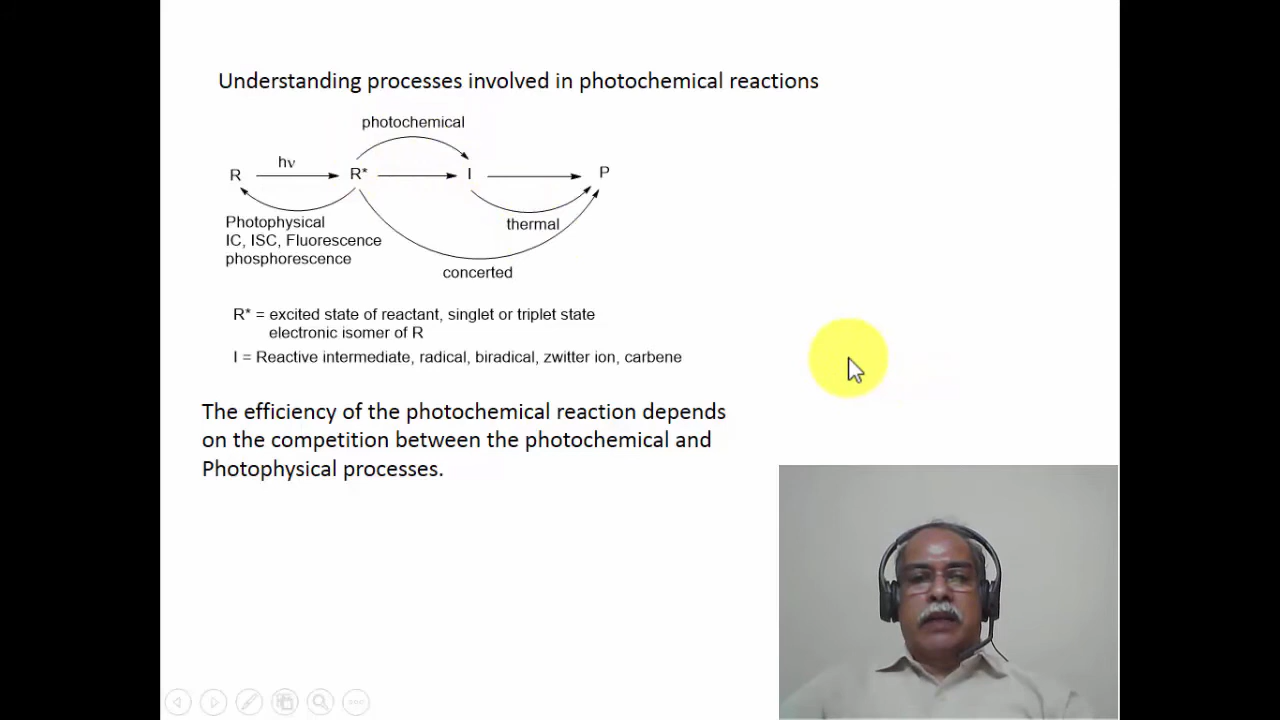 Understanding processes involved in photochemical reactions
photochemical
hν
R
R*
I
P
Photophysical
IC, ISC, Fluorescence
phosphorescence
thermal
concerted
R* = excited state of reactant, singlet or triplet state
electronic isomer of R
I = Reactive intermediate, radical, biradical, zwitter ion, carbene
The efficiency of the photochemical reaction depends
on the competition between the photochemical and
Photophysical processes.